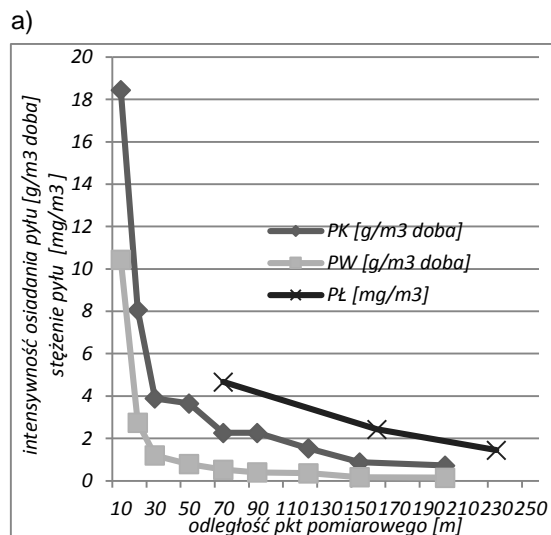 a)
intensywność osiadania pyłu [g/m3 doba]
stężenie pyłu [mg/m3]
20
18
16
14
12
10
8
6
4
2
0
PK [g/m3 doba]
PW [g/m3 doba]
PŁ [mg/m3]
10 30 50 70 90 110 130 150 170 190 210 230 250
odległość pkt pomiarowego [m]